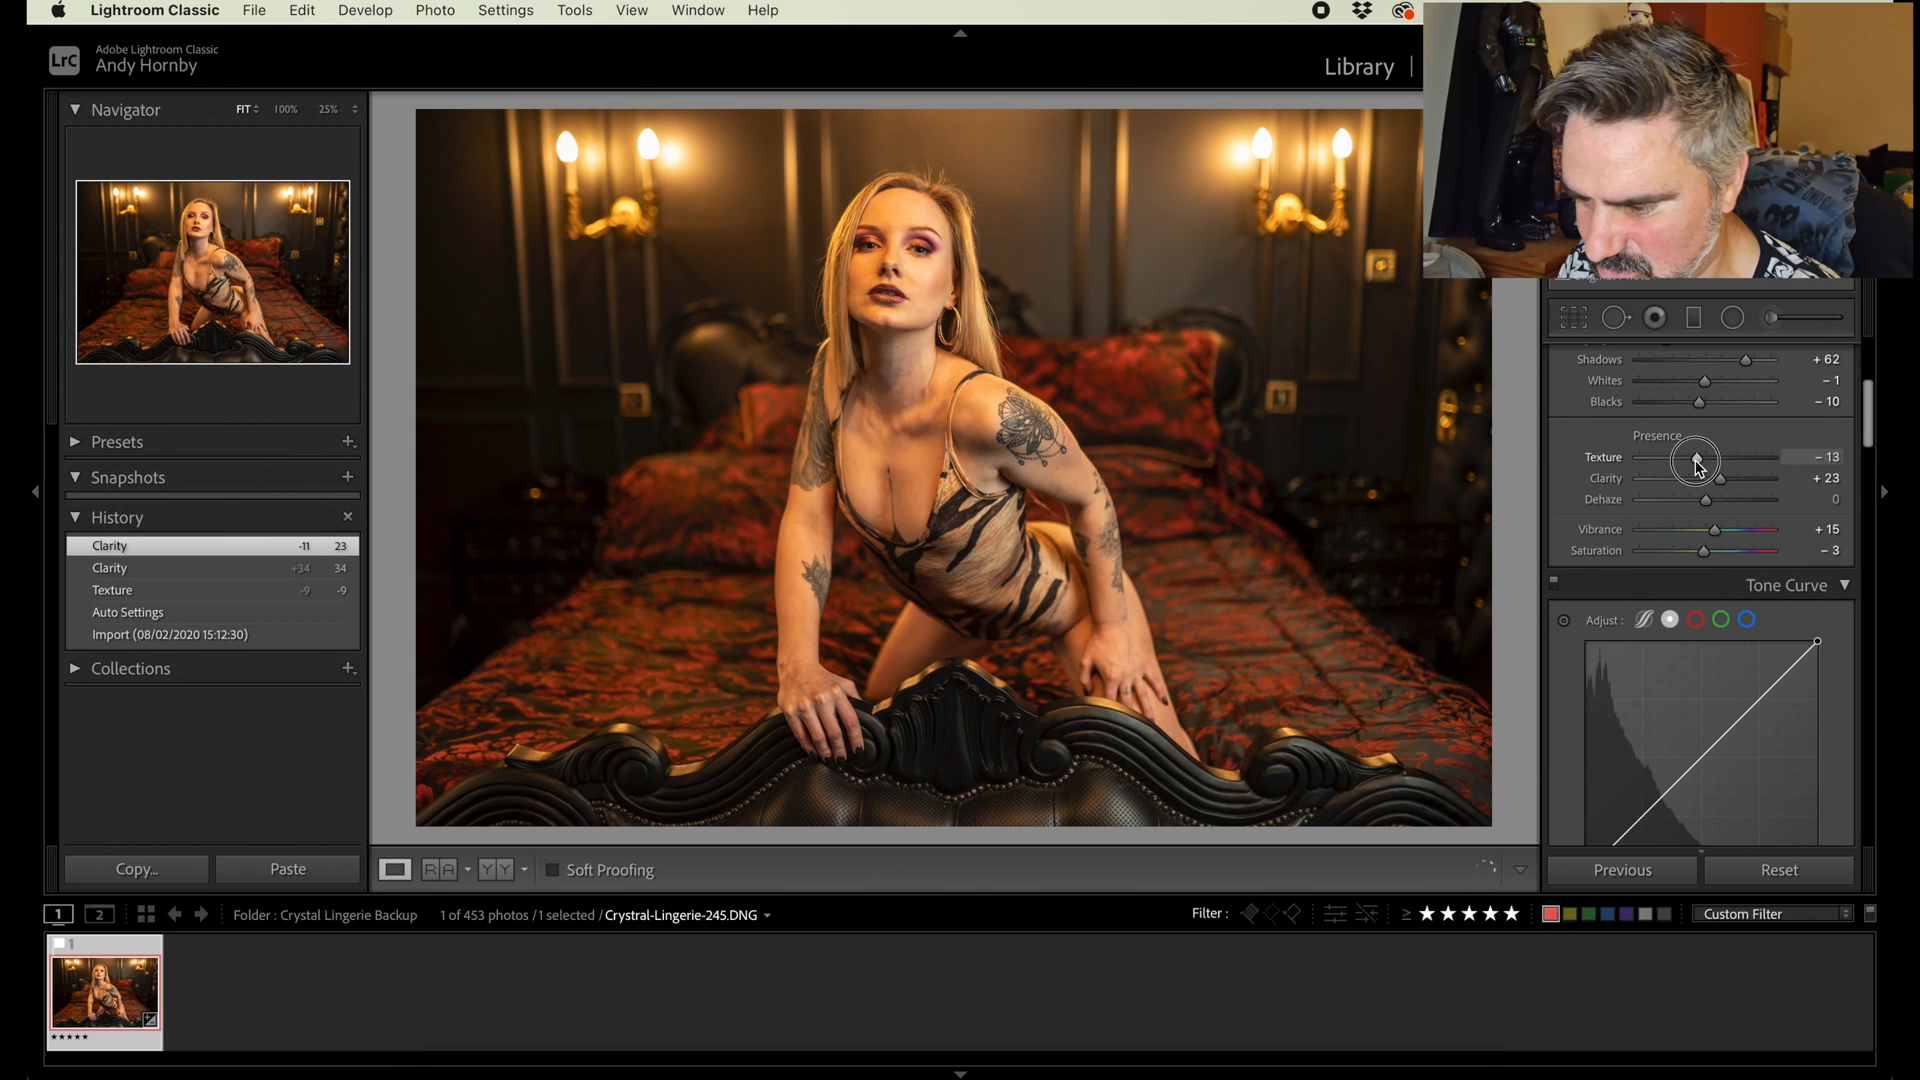 Lightroom Classic File Edit Develop Photo Settings Tools View Window Help
Adobe Lightroom Classic
LrC Andy Hornby
Library |
Navigator FIT 100% 25%
Presets
Snapshots
History
Clarity -11 23
Clarity +34 34
Texture -9 -9
Auto Settings
Import (08/02/2020 15:12:30)
Collections
Copy... Paste
Shadows + 62
Whites – 1
Blacks – 10
Presence
Texture – 13
Clarity + 23
Dehaze 0
Vibrance + 15
Saturation – 3
Tone Curve
Adjust :
R A Y Y Soft Proofing
Previous Reset
1 2 Folder : Crystal Lingerie Backup 1 of 453 photos / 1 selected / Crystral-Lingerie-245.DNG Filter : ≥ ★★★★★ Custom Filter
1
★★★★★